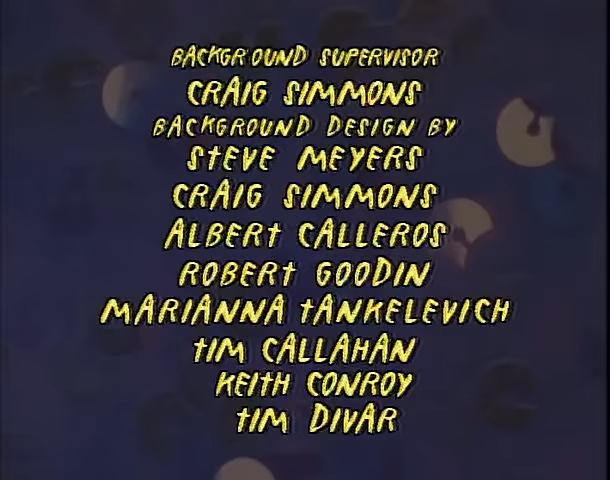 BACKGROUND SUPERVISOR
CRAIG SIMMONS
BACKGROUND DESIGN BY
STEVE MEYERS
CRAIG SIMMONS
ALBERT CALLEROS
ROBERT GOODIN
MARIANNA TANKELEVICH
TIM CALLAHAN
KEITH CONROY
TIM DIVAR